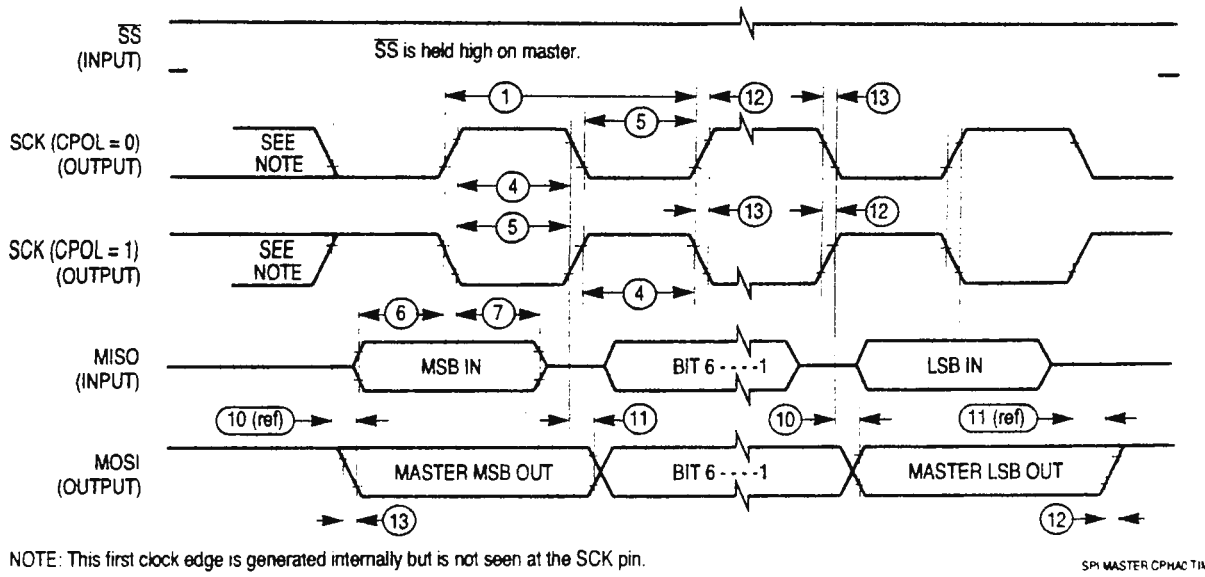 SS
(INPUT)
SS is held high on master.
1
12
13
5
SCK (CPOL = 0)
(OUTPUT)
SEE
NOTE
4
13
12
5
SCK (CPOL = 1)
(OUTPUT)
SEE
NOTE
4
6
7
MISO
(INPUT)
MSB IN
BIT 6 - - - - 1
LSB IN
10 (ref)
11
10
11 (ref)
MOSI
(OUTPUT)
MASTER MSB OUT
BIT 6 - - - - 1
MASTER LSB OUT
13
12
NOTE: This first clock edge is generated internally but is not seen at the SCK pin.
SPI MASTER CPHAC TIM